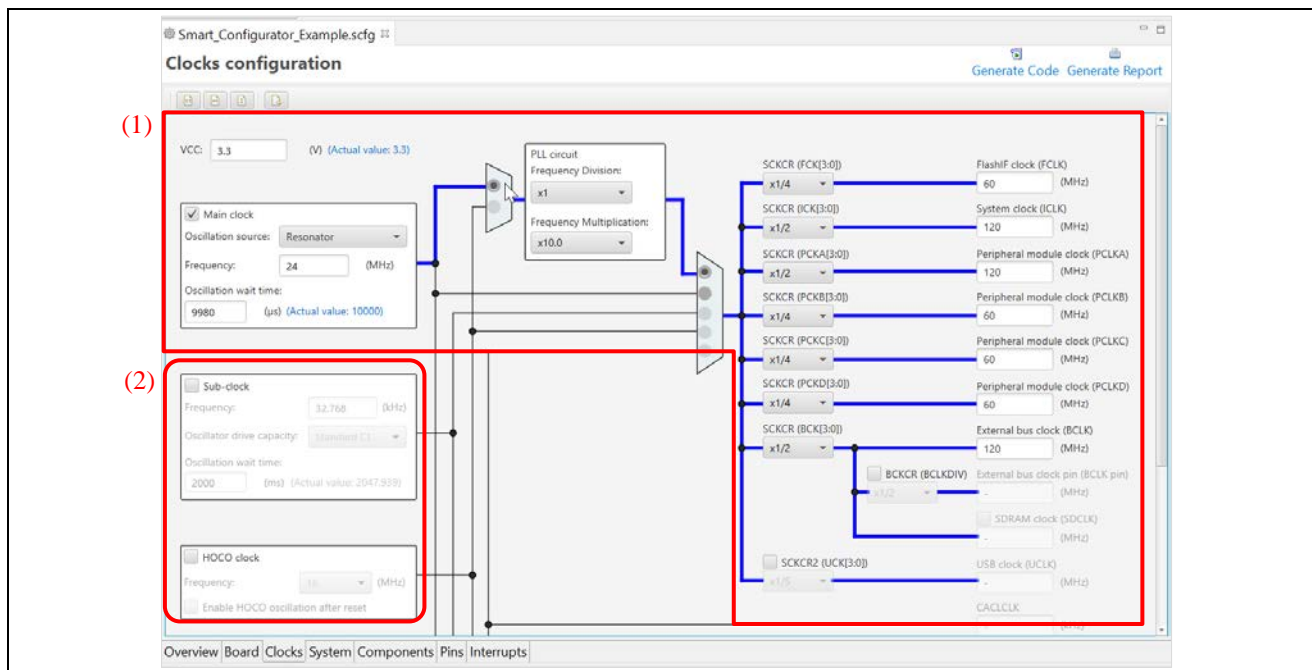 Smart_Configurator_Example.scfg
Clocks configuration
Generate Code Generate Report
(1)
VCC: 3.3 (V) (Actual value: 3.3)
Main clock
Oscillation source: Resonator
Frequency: 24 (MHz)
Oscillation wait time:
9980 (μs) (Actual value: 10000)
PLL circuit
Frequency Division:
x1
Frequency Multiplication:
x10.0
SCKCR (FCK[3:0]) FlashIF clock (FCLK)
x1/4 60 (MHz)
SCKCR (ICK[3:0]) System clock (ICLK)
x1/2 120 (MHz)
SCKCR (PCKA[3:0]) Peripheral module clock (PCLKA)
x1/2 120 (MHz)
SCKCR (PCKB[3:0]) Peripheral module clock (PCLKB)
x1/4 60 (MHz)
SCKCR (PCKC[3:0]) Peripheral module clock (PCLKC)
x1/4 60 (MHz)
SCKCR (PCKD[3:0]) Peripheral module clock (PCLKD)
x1/4 60 (MHz)
SCKCR (BCK[3:0]) External bus clock (BCLK)
x1/2 120 (MHz)
BCKCR (BCLKDIV) External bus clock pin (BCLK pin)
x1/2 - (MHz)
SDRAM clock (SDCLK)
- (MHz)
SCKCR2 (UCK[3:0]) USB clock (UCLK)
x1/5 - (MHz)
CACLCLK
(2)
Sub-clock
Frequency: 32.768 (kHz)
Oscillator drive capacity: Standard CL
Oscillation wait time:
2000 (ms) (Actual value: 2047.939)
HOCO clock
Frequency: 16 (MHz)
Enable HOCO oscillation after reset
Overview Board Clocks System Components Pins Interrupts